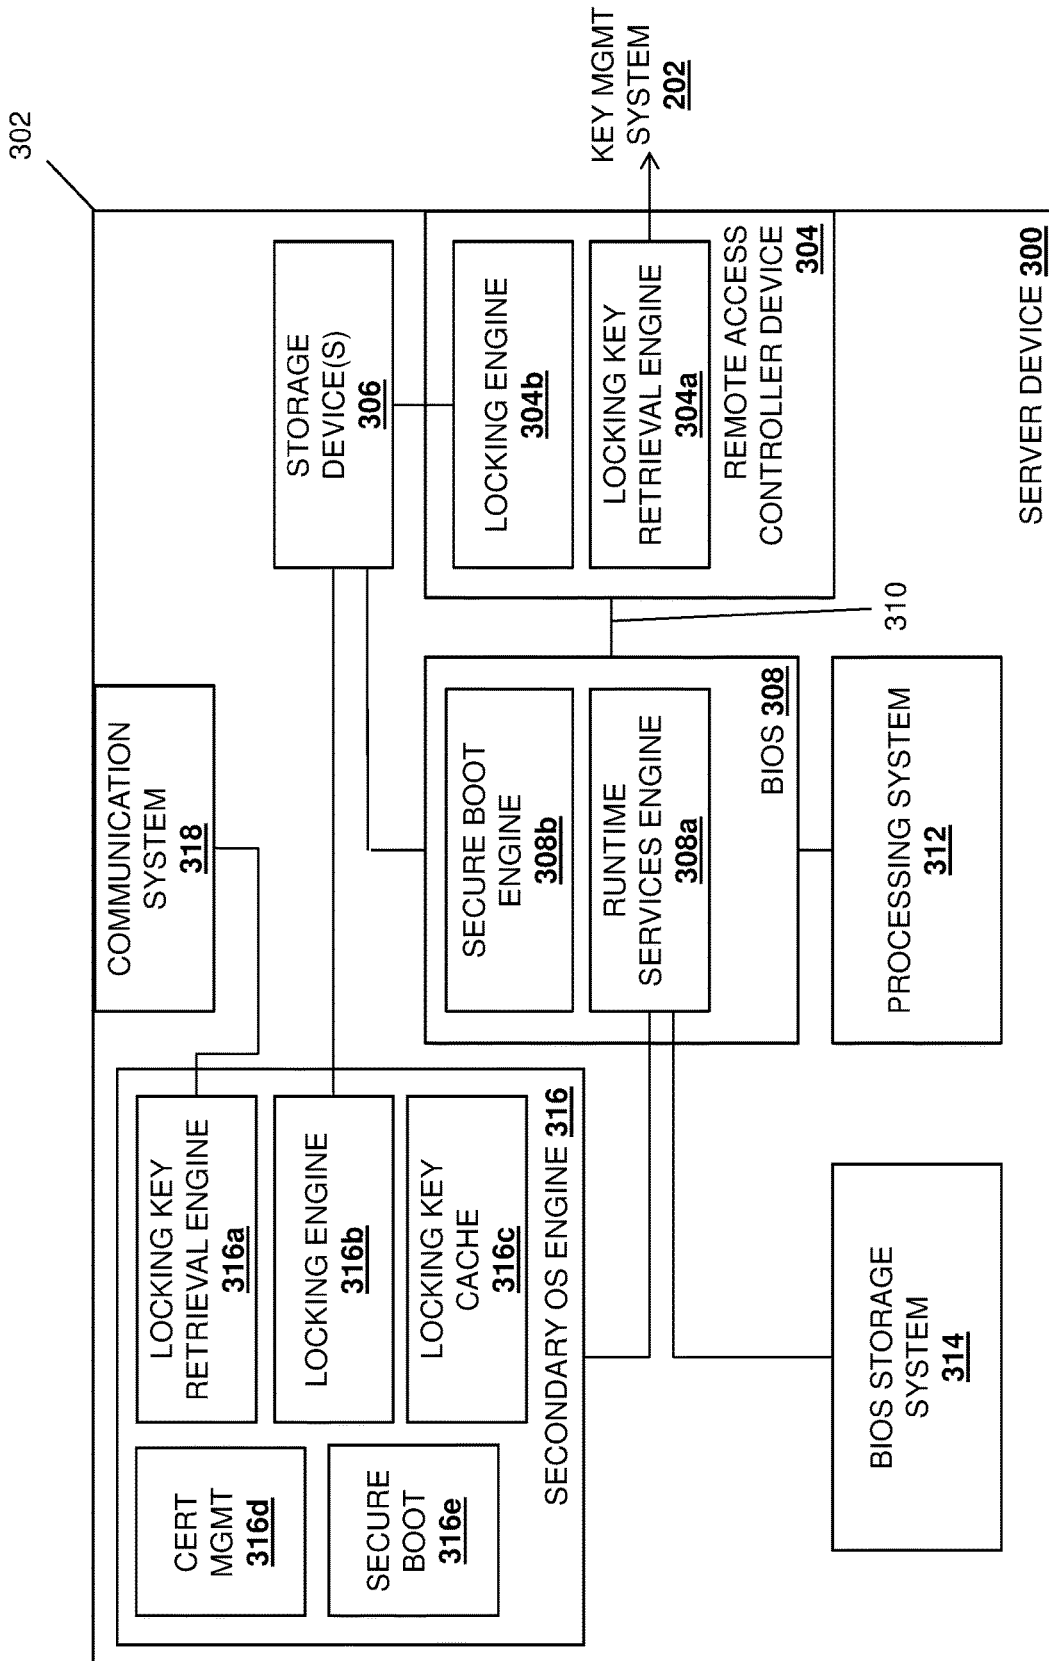 302
COMMUNICATION
SYSTEM
318
STORAGE
DEVICE(S)
306
KEY MGMT
SYSTEM
202
CERT
MGMT
316d
SECURE
BOOT
316e
LOCKING KEY
RETRIEVAL ENGINE
316a
LOCKING ENGINE
316b
LOCKING KEY
CACHE
316c
SECONDARY OS ENGINE 316
SECURE BOOT
ENGINE
308b
RUNTIME
SERVICES ENGINE
308a
BIOS 308
310
LOCKING ENGINE
304b
LOCKING KEY
RETRIEVAL ENGINE
304a
REMOTE ACCESS
CONTROLLER DEVICE
304
BIOS STORAGE
SYSTEM
314
PROCESSING SYSTEM
312
SERVER DEVICE 300